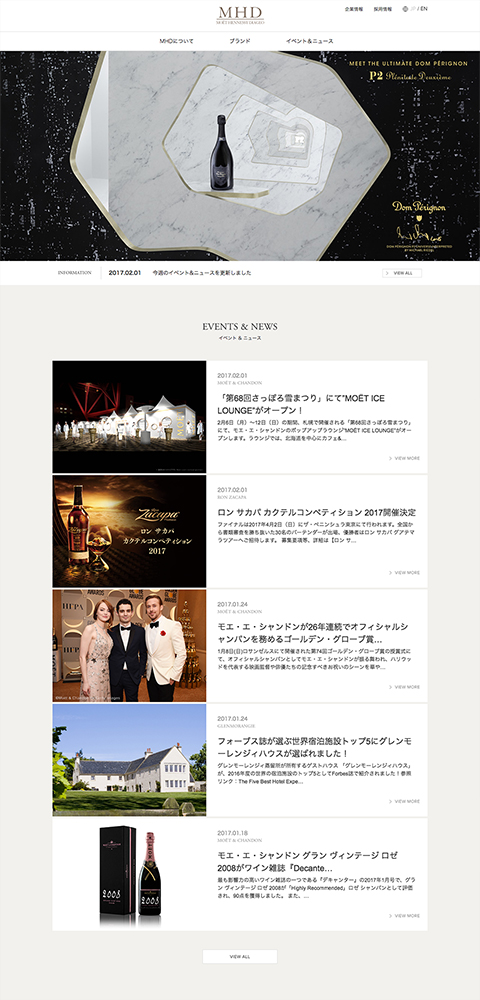 MHD
MOËT HENNESSY DIAGEO
企業情報 採用情報 JP / EN
MHDについて ブランド イベント＆ニュース
MEET THE ULTIMATE DOM PÉRIGNON
P2 Plénitude Deuxième
Dom Pérignon
INFORMATION 2017.02.01 今週のイベント&ニュースを更新しました VIEW ALL
EVENTS & NEWS
イベント & ニュース
2017.02.01
MOËT & CHANDON
「第68回さっぽろ雪まつり」にて"MOËT ICE
LOUNGE"がオープン！
2月6日（月）〜12日（日）の期間、札幌で開催される「第68回さっぽろ雪まつり」
にて、モエ・エ・シャンドンのポップアップラウンジ"MOËT ICE LOUNGE"がオー
プンします。ラウンジでは、北海道を中心にカフェ&...
VIEW MORE
Zacapa
ロン サカパ
カクテルコンペティション
2017
2017.02.01
RON ZACAPA
ロン サカパ カクテルコンペティション 2017開催決定
ファイナルは2017年4月2日（日）にザ・ペニンシュラ東京にて行われます。全国か
ら書類審査を勝ち抜いた30名のバーテンダーが出場、優勝者はロン サカパ グアテマ
ラツアーへご招待します。 募集要項等、詳細は【ロン サ...
VIEW MORE
AWARDS
HFPA
2017.01.24
MOËT & CHANDON
モエ・エ・シャンドンが26年連続でオフィシャルシ
ャンパンを務めるゴールデン・グローブ賞...
1月8日(日)ロサンゼルスにて開催された第74回ゴールデン・グローブ賞の授賞式に
て、オフィシャルシャンパンとしてモエ・エ・シャンドンが振る舞われ、ハリウッ
ドを代表する映画監督や俳優たちの記念すべきお祝いのシーンを華や...
VIEW MORE
2017.01.24
GLENMORANGIE
フォーブス誌が選ぶ世界宿泊施設トップ5にグレンモ
ーレンジィハウスが選ばれました！
グレンモーレンジィ蒸留所が所有するゲストハウス 「グレンモーレンジィハウス」
が、2016年度の世界の宿泊施設のトップ5としてForbes誌で紹介されました！参照
リンク：The Five Best Hotel Expe...
VIEW MORE
2008
2008
2017.01.18
MOËT & CHANDON
モエ・エ・シャンドン グラン ヴィンテージ ロゼ
2008がワイン雑誌『Decante...
最も影響力の高いワイン雑誌の一つである『デキャンター』の2017年1月号で、グラ
ン ヴィンテージ ロゼ 2008が「Highly Recommended」ロゼ シャンパンとして評価
され、90点を獲得しました。 また、...
VIEW MORE
VIEW ALL